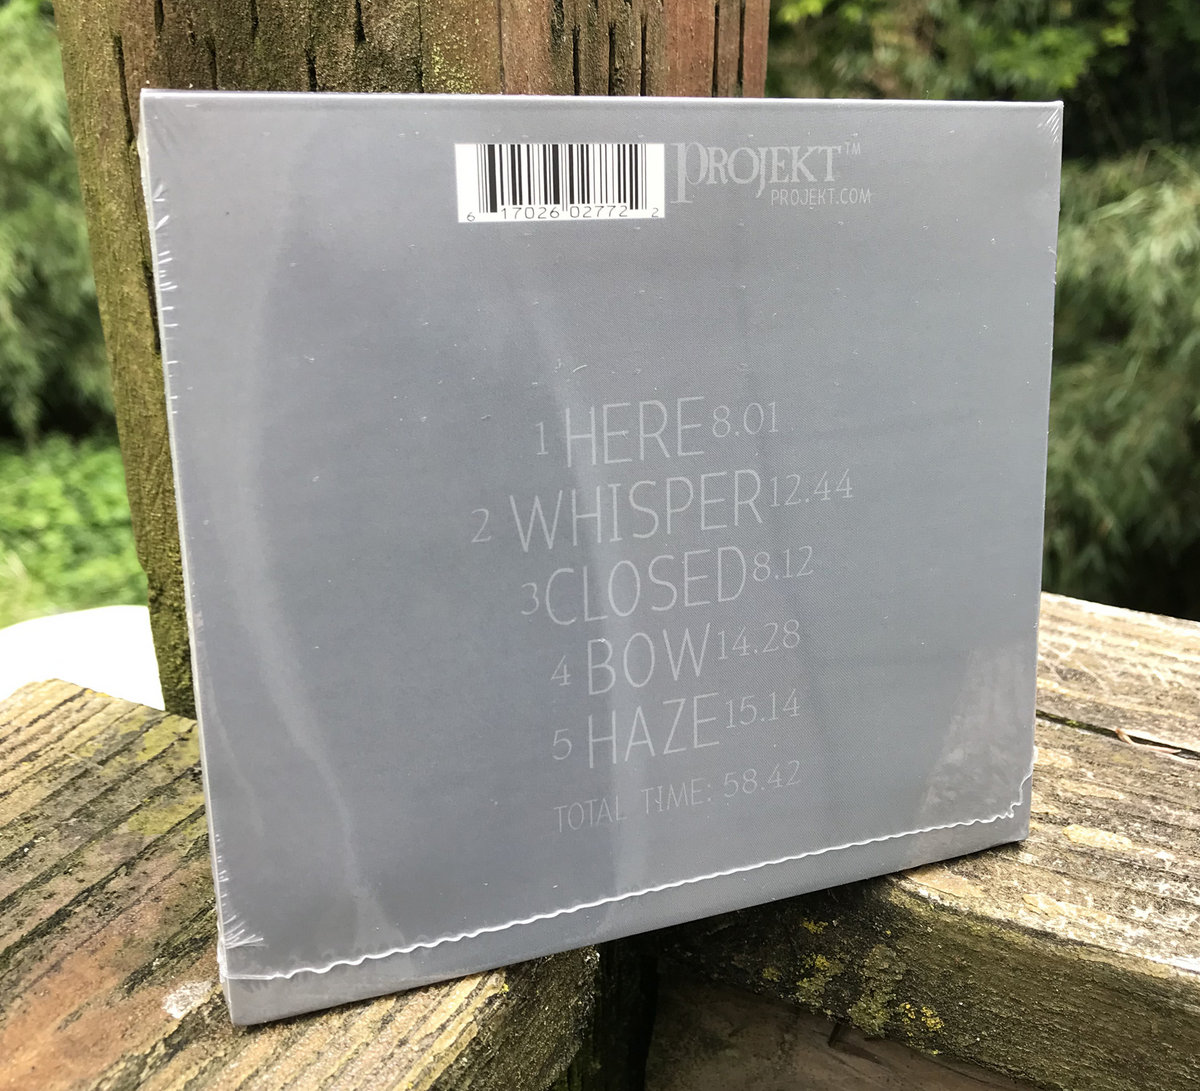 6 17026 02772 2
PROJEKT™
PROJEKT.COM
1 HERE 8.01
2 WHISPER 12:44
3 CLOSED 8.12
4 BOW 14.28
5 HAZE 15.14
TOTAL TIME: 58.42